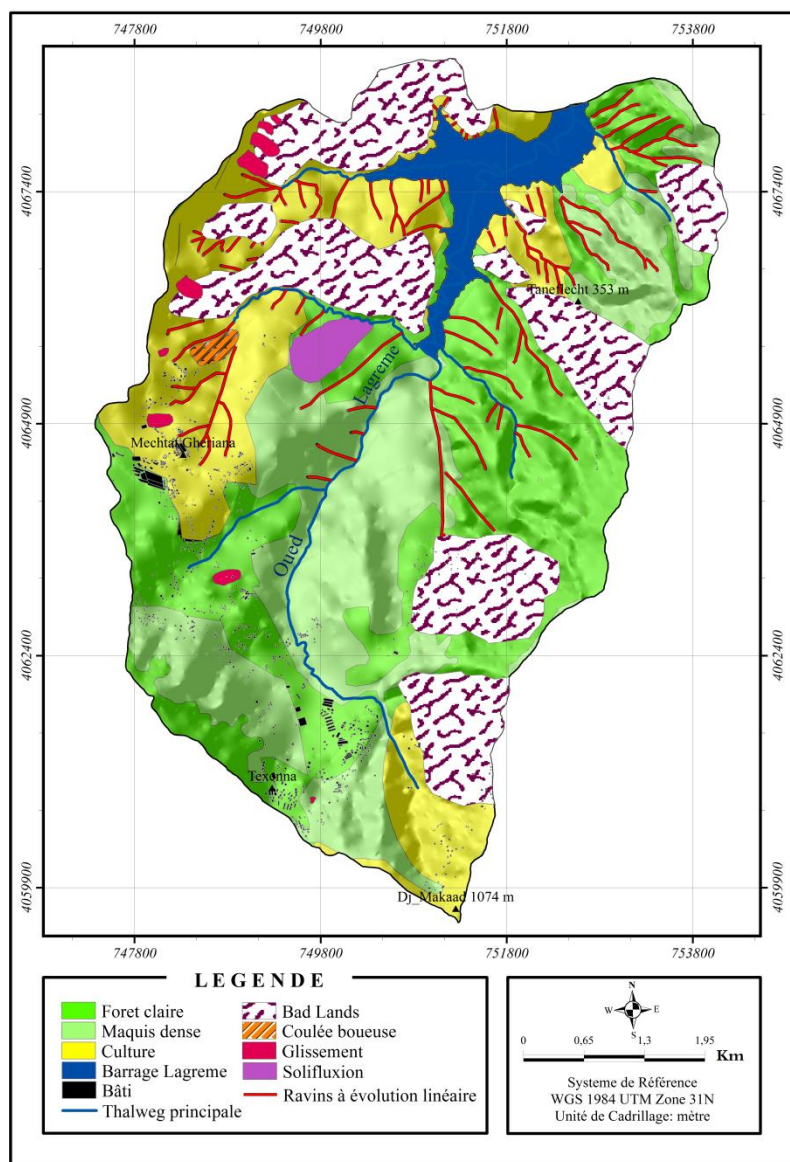 747800 749800 751800 753800
4067400 4067400
Taneflecht 353 m
Lagreme
4064900 4064900
Mechtat Gheriana
Oued
4062400 4062400
Texenna
4059900 4059900
Dj_Makaad 1074 m
747800 749800 751800 753800
LEGENDE
Foret claire
Maquis dense
Culture
Barrage Lagreme
Bâti
Thalweg principale
Bad Lands
Coulée boueuse
Glissement
Solifluxion
Ravins à évolution linéaire
N
W E
S
0 0,65 1,3 1,95
Km
Systeme de Référence
WGS 1984 UTM Zone 31N
Unité de Cadrillage: mètre